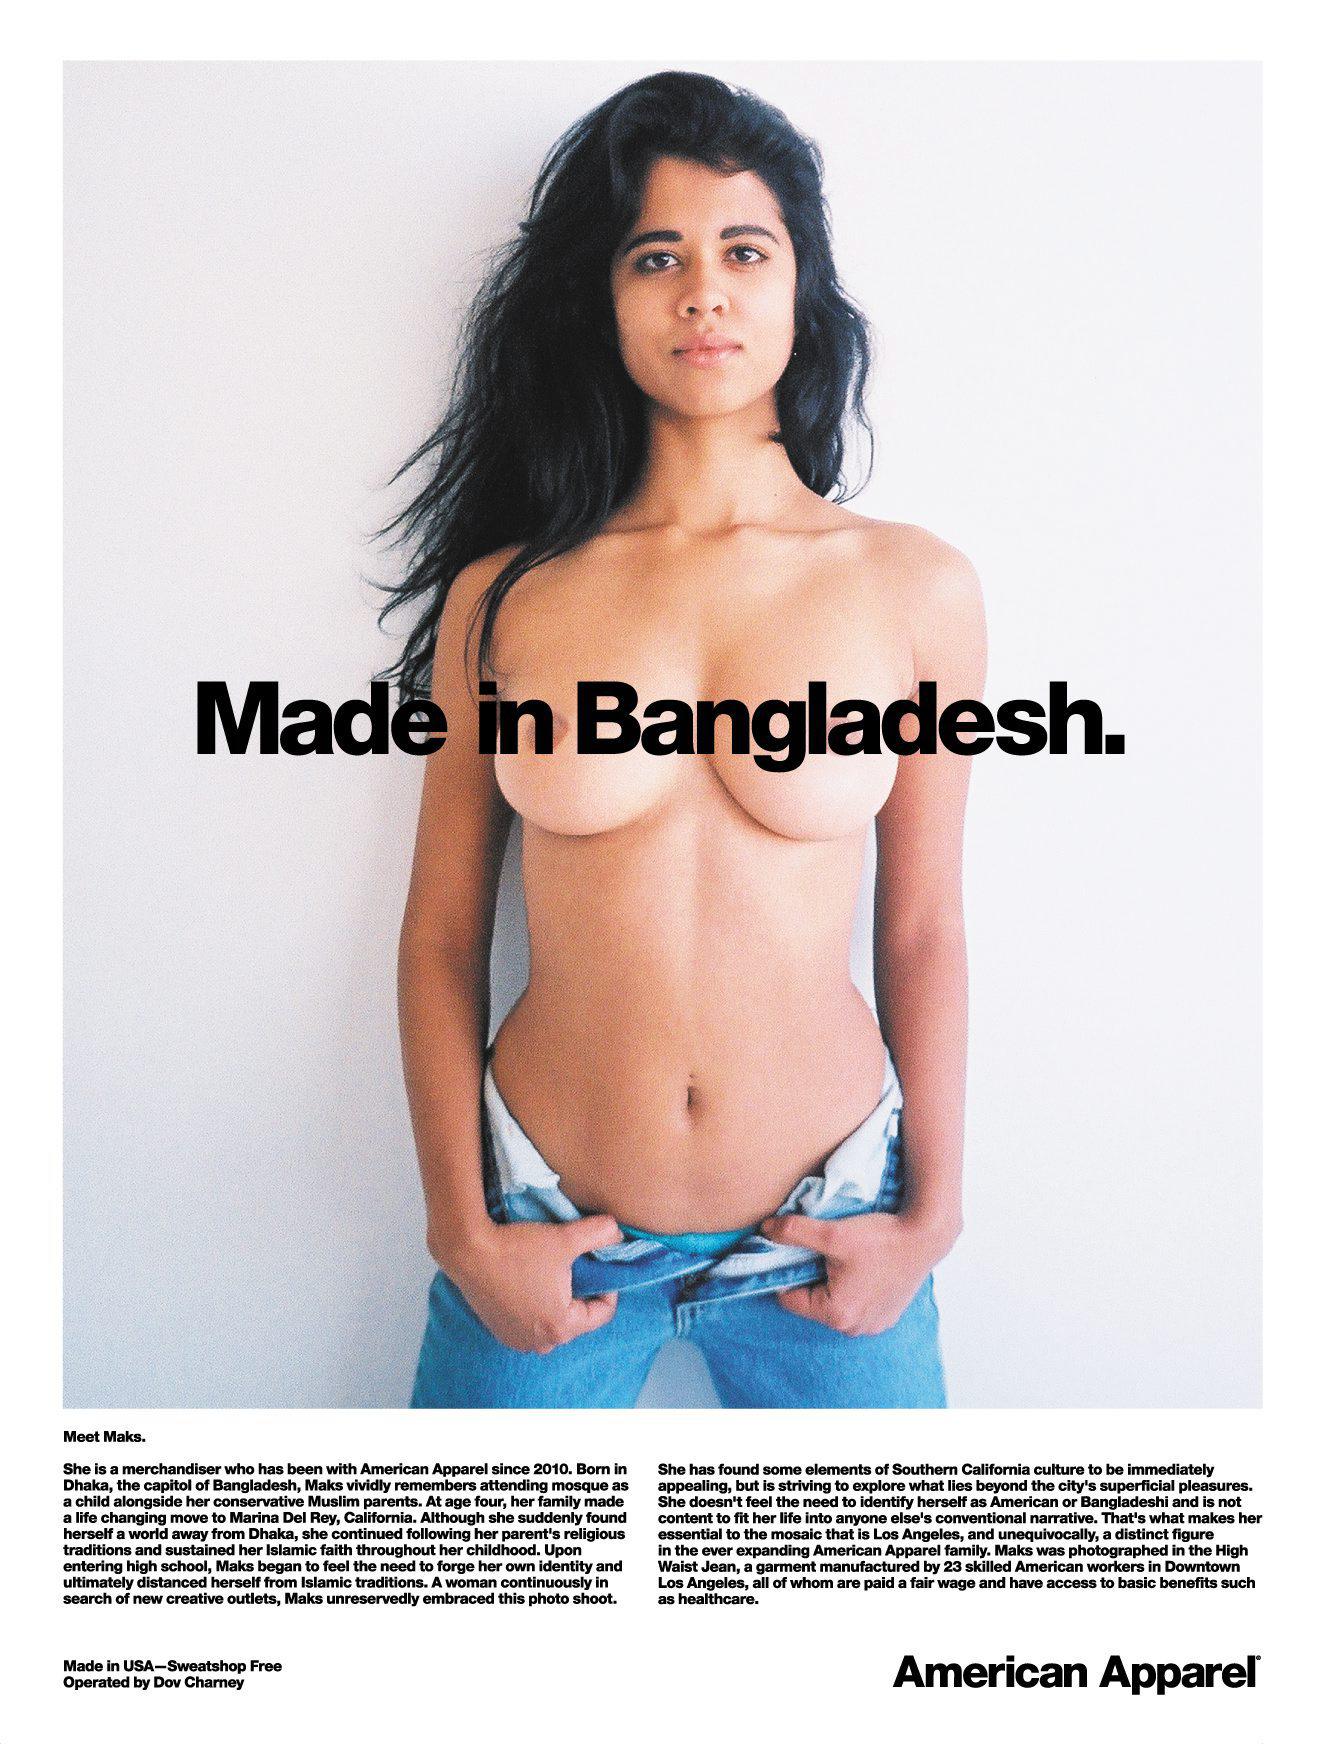 Made in Bangladesh.
Meet Maks.
She is a merchandiser who has been with American Apparel since 2010. Born in
Dhaka, the capitol of Bangladesh, Maks vividly remembers attending mosque as
a child alongside her conservative Muslim parents. At age four, her family made
a life changing move to Marina Del Rey, California. Although she suddenly found
herself a world away from Dhaka, she continued following her parent's religious
traditions and sustained her Islamic faith throughout her childhood. Upon
entering high school, Maks began to feel the need to forge her own identity and
ultimately distanced herself from Islamic traditions. A woman continuously in
search of new creative outlets, Maks unreservedly embraced this photo shoot.
She has found some elements of Southern California culture to be immediately
appealing, but is striving to explore what lies beyond the city's superficial pleasures.
She doesn't feel the need to identify herself as American or Bangladeshi and is not
content to fit her life into anyone else's conventional narrative. That's what makes her
essential to the mosaic that is Los Angeles, and unequivocally, a distinct figure
in the ever expanding American Apparel family. Maks was photographed in the High
Waist Jean, a garment manufactured by 23 skilled American workers in Downtown
Los Angeles, all of whom are paid a fair wage and have access to basic benefits such
as healthcare.
Made in USA—Sweatshop Free
Operated by Dov Charney
American Apparel®